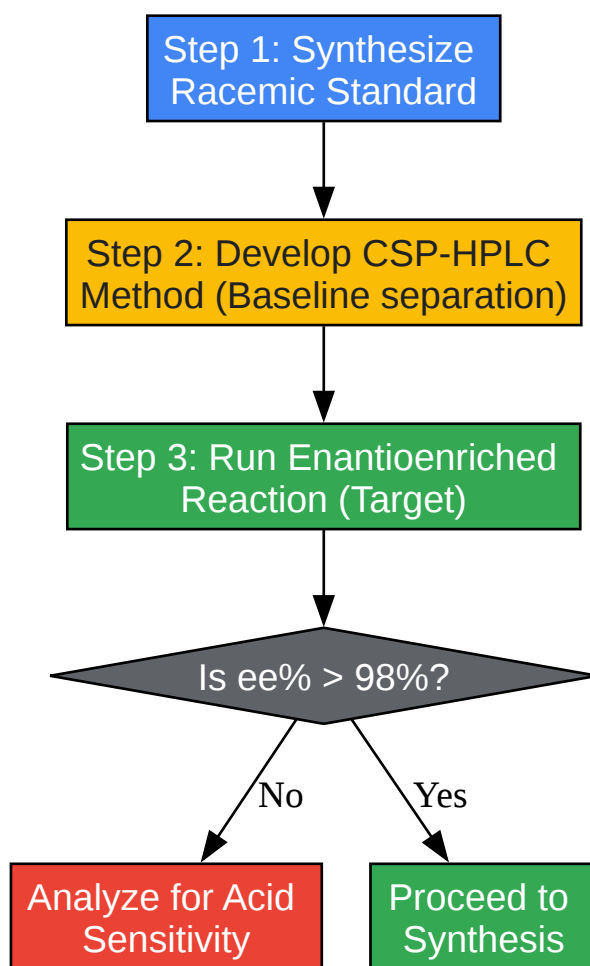 Step 1: Synthesize
Racemic Standard
Step 2: Develop CSP-HPLC
Method (Baseline separation)
Step 3: Run Enantioenriched
Reaction (Target)
Is ee% > 98%?
No
Yes
Analyze for Acid
Sensitivity
Proceed to
Synthesis